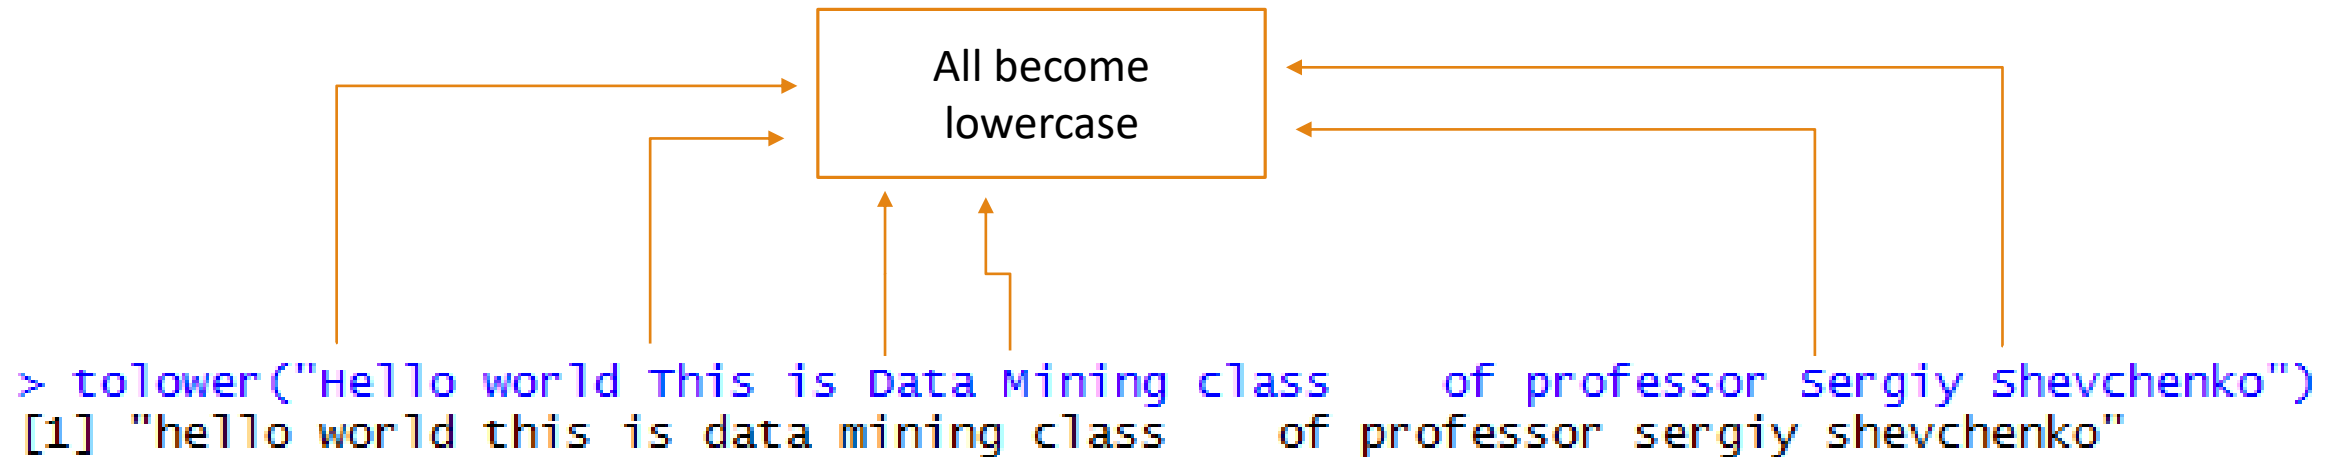 All become
lowercase
> tolower("Hello world This is Data Mining class    of professor Sergiy Shevchenko")
[1] "hello world this is data mining class    of professor sergiy shevchenko"